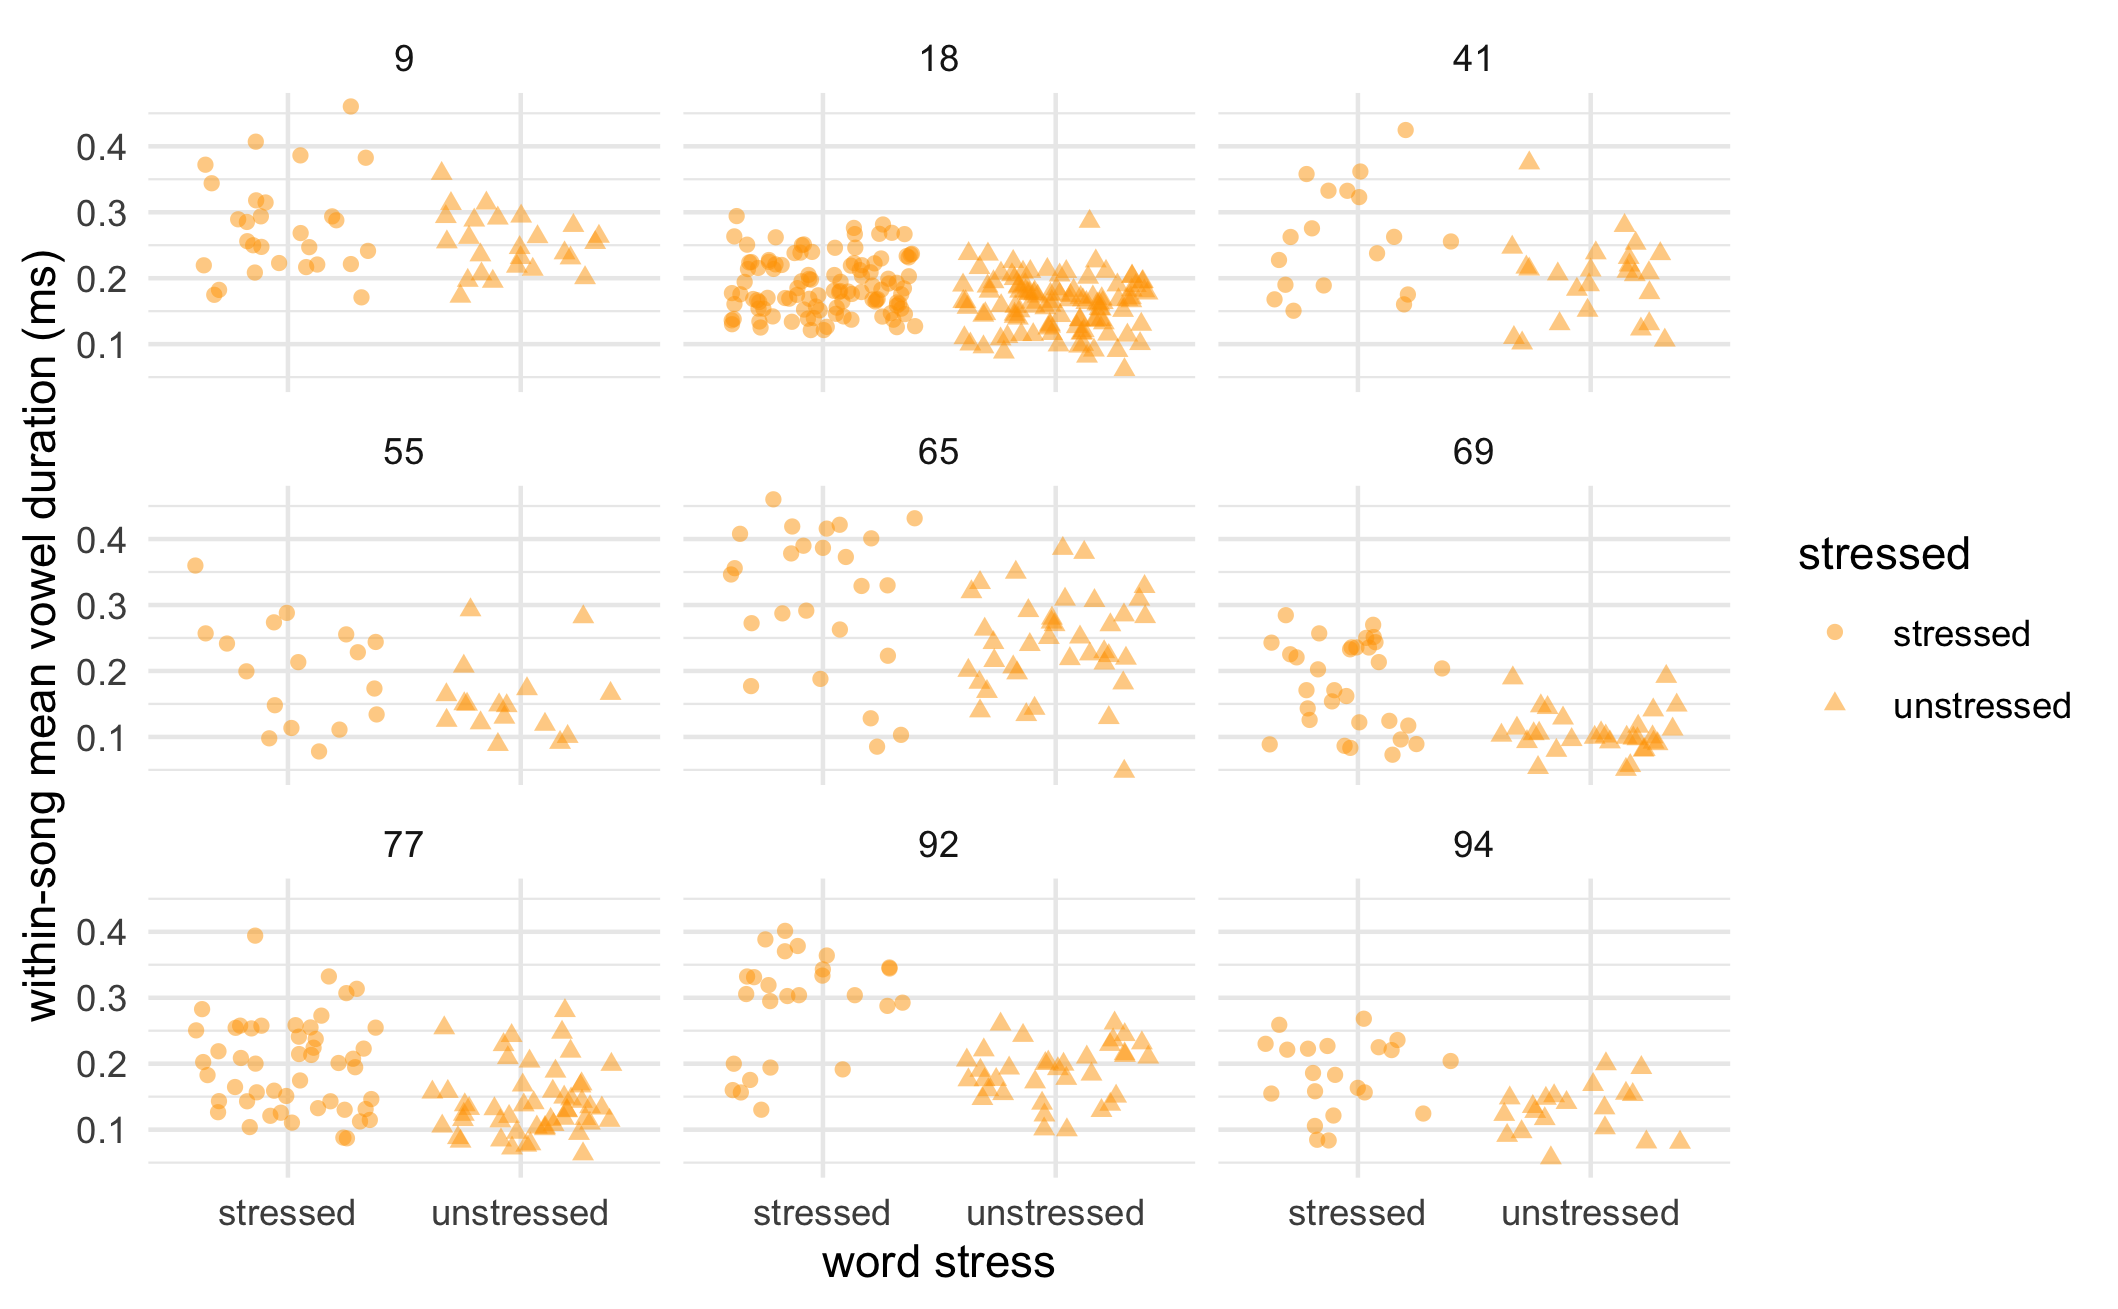 9 18 41
0.4
0.3
0.2
0.1
55 65 69
0.4
0.3
0.2
0.1
77 92 94
0.4
0.3
0.2
0.1
stressed unstressed stressed unstressed stressed unstressed
word stress
within-song mean vowel duration (ms)
stressed
stressed
unstressed